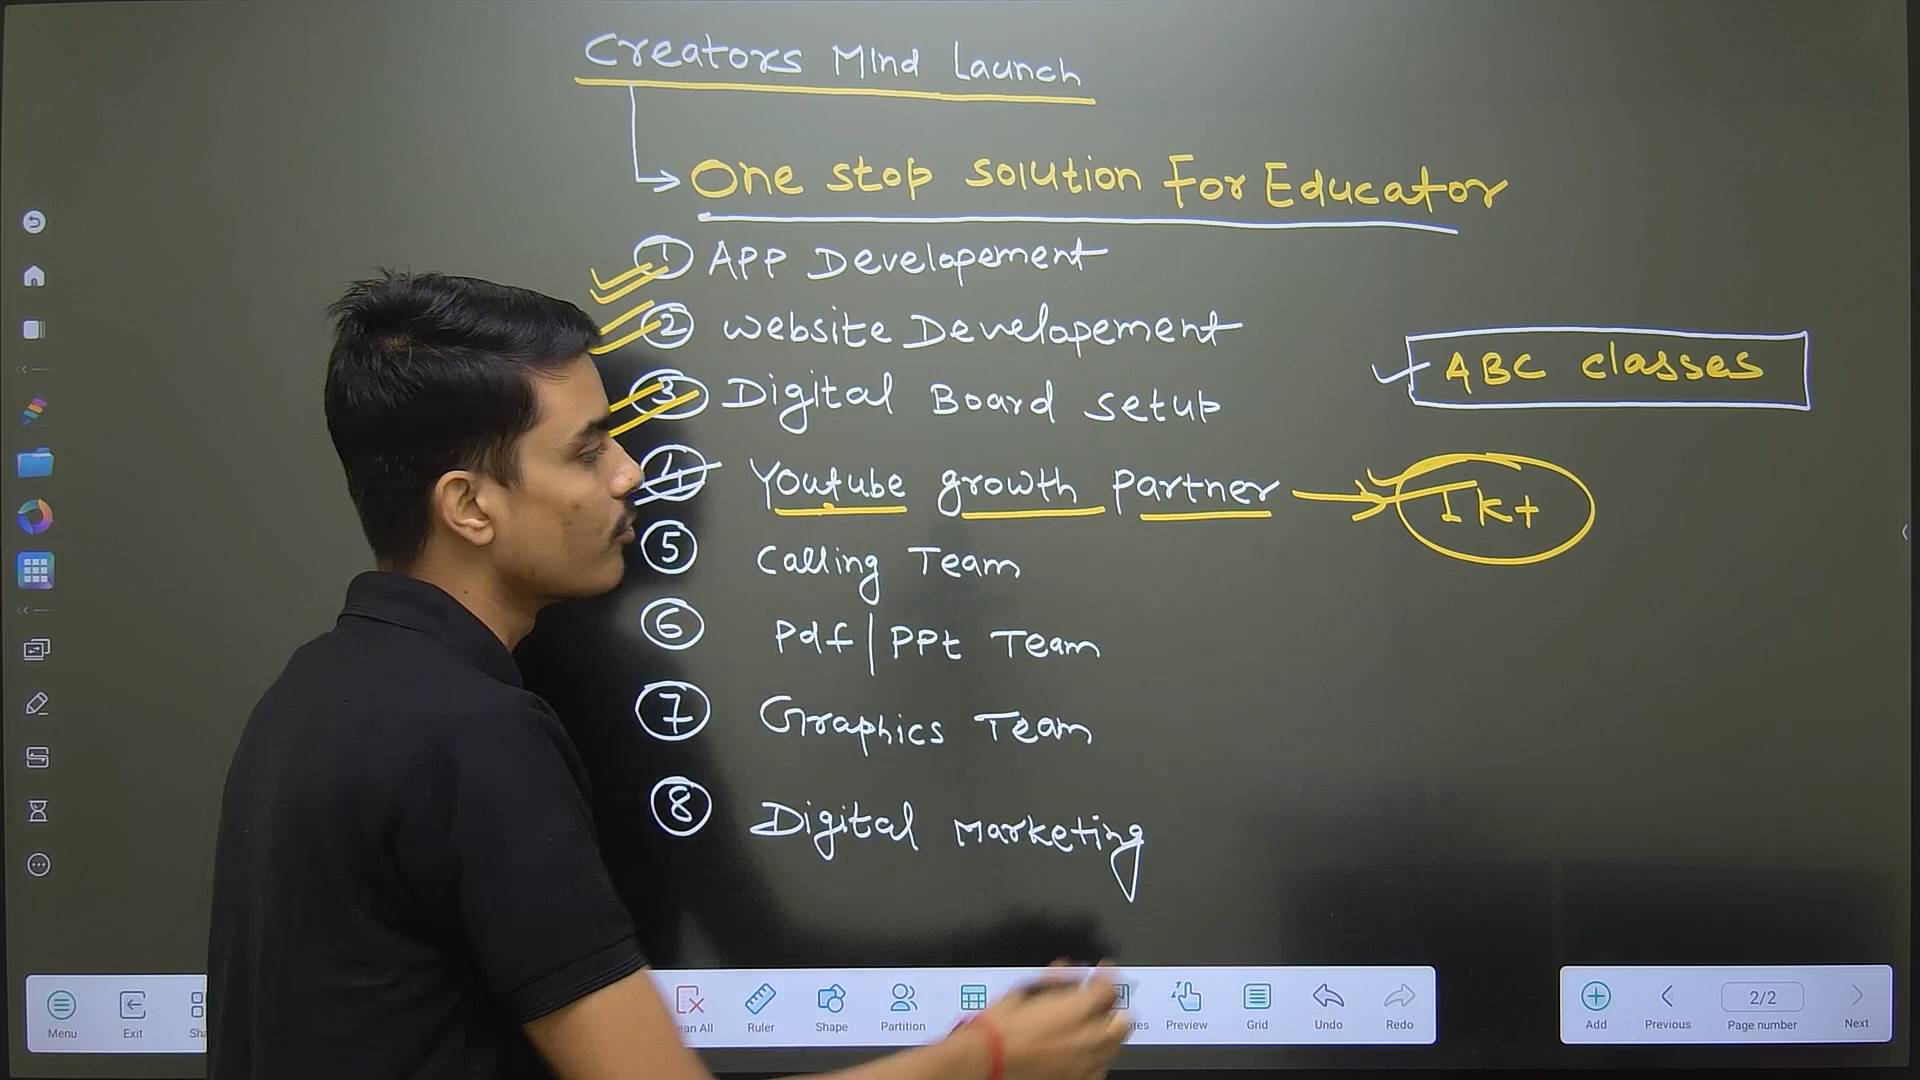 Creators Mind Launch
One stop solution For Educator
1 APP Developement
2 Website Developement
ABC classes
3 Digital Board setup
4 Youtube growth partner 1K+
5 Calling Team
6 Pdf | PPt Team
7 Graphics Team
8 Digital Marketing
Menu Exit Ruler Shape Partition Preview Grid Undo Redo Add Previous 2/2 Page number Next